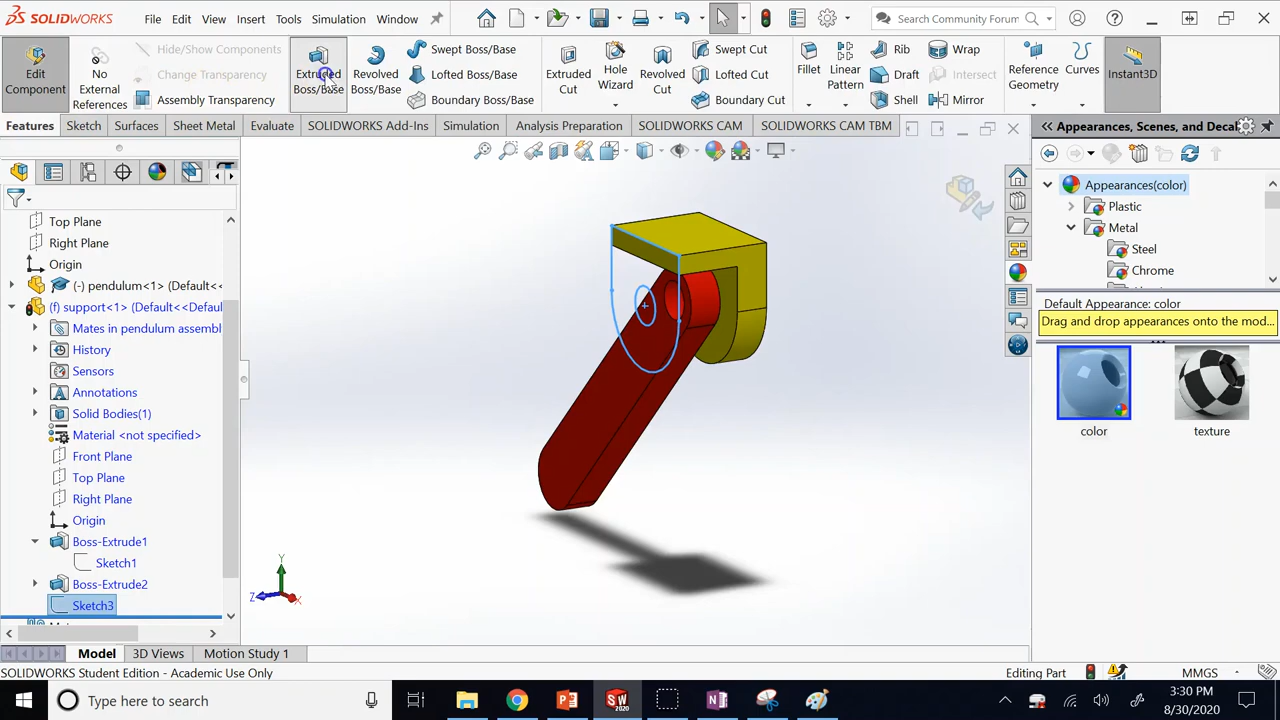 SOLIDWORKS File Edit View Insert Tools Simulation Window Search Community Forum
Edit Component
No External References
Hide/Show Components
Change Transparency
Assembly Transparency
Extruded Boss/Base
Revolved Boss/Base
Swept Boss/Base
Lofted Boss/Base
Boundary Boss/Base
Extruded Cut
Hole Wizard
Revolved Cut
Swept Cut
Lofted Cut
Boundary Cut
Fillet
Linear Pattern
Rib
Draft
Shell
Wrap
Intersect
Mirror
Reference Geometry
Curves
Instant3D
Features Sketch Surfaces Sheet Metal Evaluate SOLIDWORKS Add-Ins Simulation Analysis Preparation SOLIDWORKS CAM SOLIDWORKS CAM TBM
Top Plane
Right Plane
Origin
(-) pendulum<1> (Default<<
(f) support<1> (Default<<Defaul
Mates in pendulum assembl
History
Sensors
Annotations
Solid Bodies(1)
Material <not specified>
Front Plane
Top Plane
Right Plane
Origin
Boss-Extrude1
Sketch1
Boss-Extrude2
Sketch3
Y
Z
X
Appearances, Scenes, and Decal
Appearances(color)
Plastic
Metal
Steel
Chrome
Default Appearance: color
Drag and drop appearances onto the mod...
color
texture
Model 3D Views Motion Study 1
SOLIDWORKS Student Edition - Academic Use Only
Editing Part
MMGS
Type here to search
3:30 PM
8/30/2020